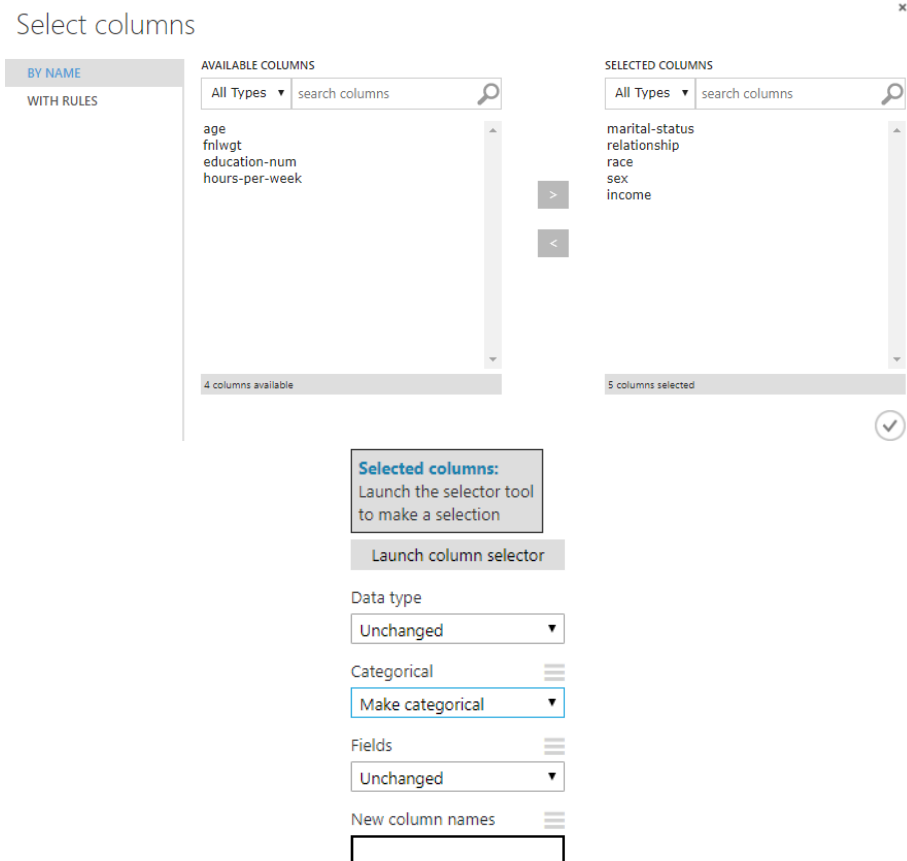 Select columns
BY NAME
WITH RULES
AVAILABLE COLUMNS
All Types
search columns
age
fnlwgt
education-num
hours-per-week
4 columns available
>
<
SELECTED COLUMNS
All Types
search columns
marital-status
relationship
race
sex
income
5 columns selected
Selected columns:
Launch the selector tool
to make a selection
Launch column selector
Data type
Unchanged
Categorical
Make categorical
Fields
Unchanged
New column names